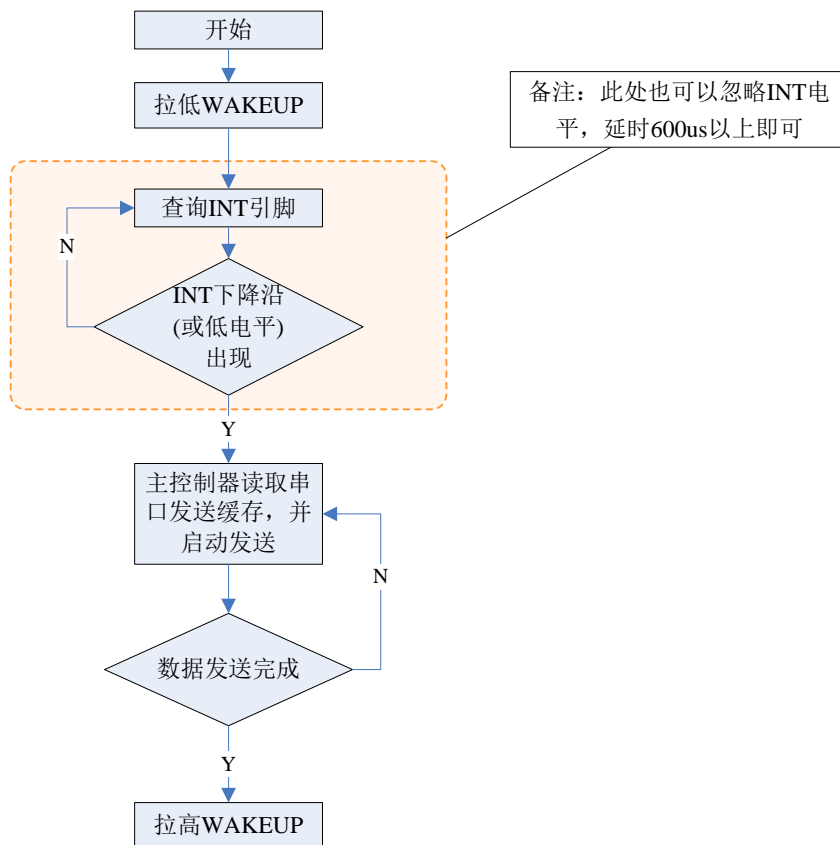 开始
拉低WAKEUP
备注：此处也可以忽略INT电
平，延时600us以上即可
查询INT引脚
N
INT下降沿
(或低电平)
出现
Y
主控制器读取串
口发送缓存，并
启动发送
N
数据发送完成
Y
拉高WAKEUP